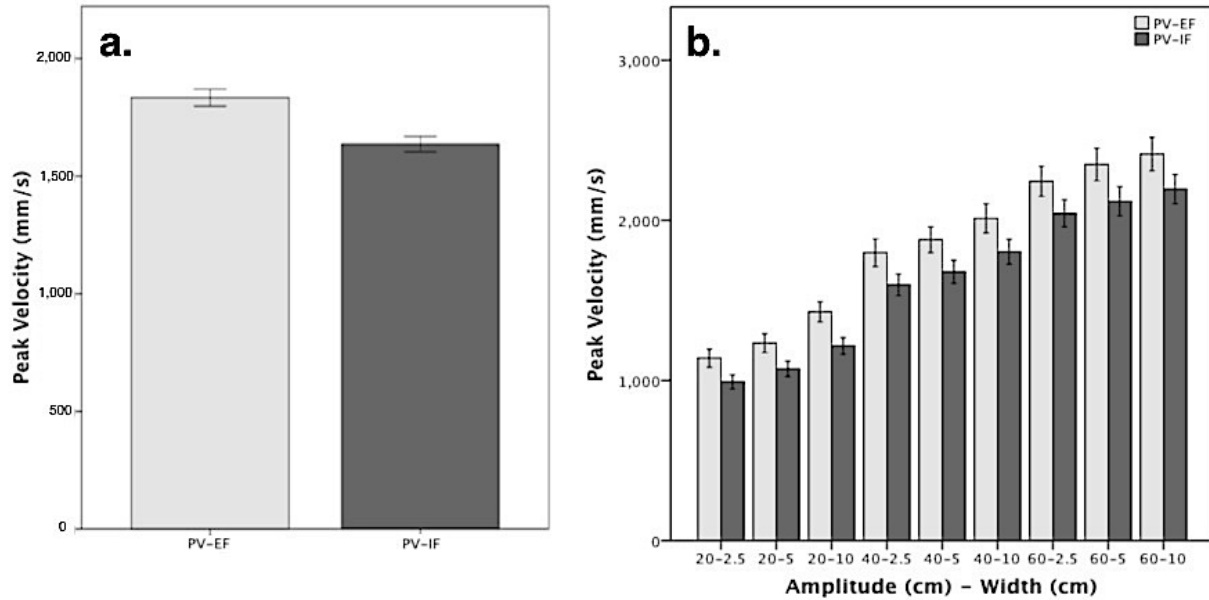 a.
Peak Velocity (mm/s)
2,000
1,500
1,000
500
0
PV-EF
PV-IF
b.
PV-EF
PV-IF
Peak Velocity (mm/s)
3,000
2,000
1,000
0
20-2.5 20-5 20-10 40-2.5 40-5 40-10 60-2.5 60-5 60-10
Amplitude (cm) - Width (cm)